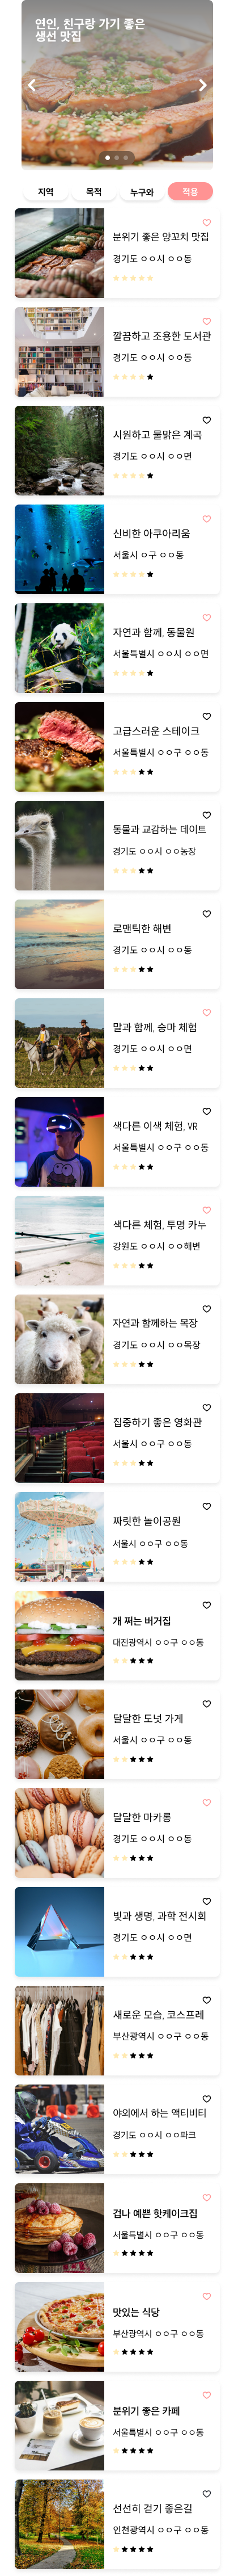 연인, 친구랑 가기 좋은
생선 맛집
지역 목적 누구와 적용
분위기 좋은 양꼬치 맛집
경기도 ㅇㅇ시 ㅇㅇ동
깔끔하고 조용한 도서관
경기도 ㅇㅇ시 ㅇㅇ동
시원하고 물맑은 계곡
경기도 ㅇㅇ시 ㅇㅇ면
신비한 아쿠아리움
서울시 ㅇ구 ㅇㅇ동
자연과 함께, 동물원
서울특별시 ㅇㅇ시 ㅇㅇ면
고급스러운 스테이크
서울특별시 ㅇㅇ구 ㅇㅇ동
동물과 교감하는 데이트
경기도 ㅇㅇ시 ㅇㅇ농장
로맨틱한 해변
경기도 ㅇㅇ시 ㅇㅇ동
말과 함께, 승마 체험
경기도 ㅇㅇ시 ㅇㅇ면
색다른 이색 체험, VR
서울특별시 ㅇㅇ구 ㅇㅇ동
색다른 체험, 투명 카누
강원도 ㅇㅇ시 ㅇㅇ해변
자연과 함께하는 목장
경기도 ㅇㅇ시 ㅇㅇ목장
집중하기 좋은 영화관
서울시 ㅇㅇ구 ㅇㅇ동
짜릿한 놀이공원
서울시 ㅇㅇ구 ㅇㅇ동
개 쩌는 버거집
대전광역시 ㅇㅇ구 ㅇㅇ동
달달한 도넛 가게
서울시 ㅇㅇ구 ㅇㅇ동
달달한 마카롱
경기도 ㅇㅇ시 ㅇㅇ동
빛과 생명, 과학 전시회
경기도 ㅇㅇ시 ㅇㅇ면
새로운 모습, 코스프레
부산광역시 ㅇㅇ구 ㅇㅇ동
야외에서 하는 액티비티
경기도 ㅇㅇ시 ㅇㅇ파크
겁나 예쁜 핫케이크집
서울특별시 ㅇㅇ구 ㅇㅇ동
맛있는 식당
부산광역시 ㅇㅇ구 ㅇㅇ동
분위기 좋은 카페
서울특별시 ㅇㅇ구 ㅇㅇ동
선선히 걷기 좋은길
인천광역시 ㅇㅇ구 ㅇㅇ동